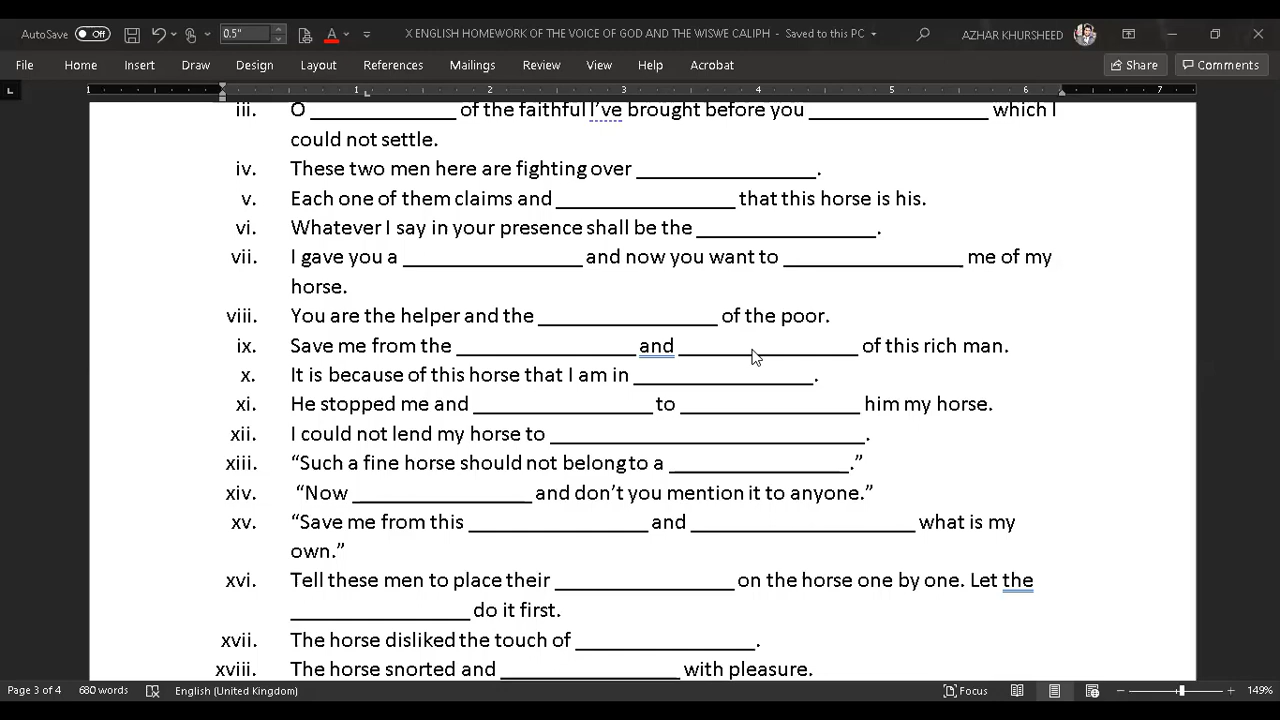 AutoSave Off 0.5" A X ENGLISH HOMEWORK OF THE VOICE OF GOD AND THE WISWE CALIPH - Saved to this PC AZHAR KHURSHEED
File Home Insert Draw Design Layout References Mailings Review View Help Acrobat Share Comments
1 1 2 3 4 5 6 7
iii. O ______________ of the faithful I've brought before you _________________ which I
could not settle.
iv. These two men here are fighting over _________________.
v. Each one of them claims and _________________ that this horse is his.
vi. Whatever I say in your presence shall be the _________________.
vii. I gave you a _________________ and now you want to _________________ me of my
horse.
viii. You are the helper and the _________________ of the poor.
ix. Save me from the _________________ and _________________ of this rich man.
x. It is because of this horse that I am in _________________.
xi. He stopped me and _________________ to _________________ him my horse.
xii. I could not lend my horse to ______________________________.
xiii. “Such a fine horse should not belong to a _________________.”
xiv. “Now _________________ and don't you mention it to anyone.”
xv. “Save me from this _________________ and _____________________ what is my
own.”
xvi. Tell these men to place their _________________ on the horse one by one. Let the
_________________ do it first.
xvii. The horse disliked the touch of _________________.
xviii. The horse snorted and _________________ with pleasure.
Page 3 of 4 680 words English (United Kingdom) Focus 149%